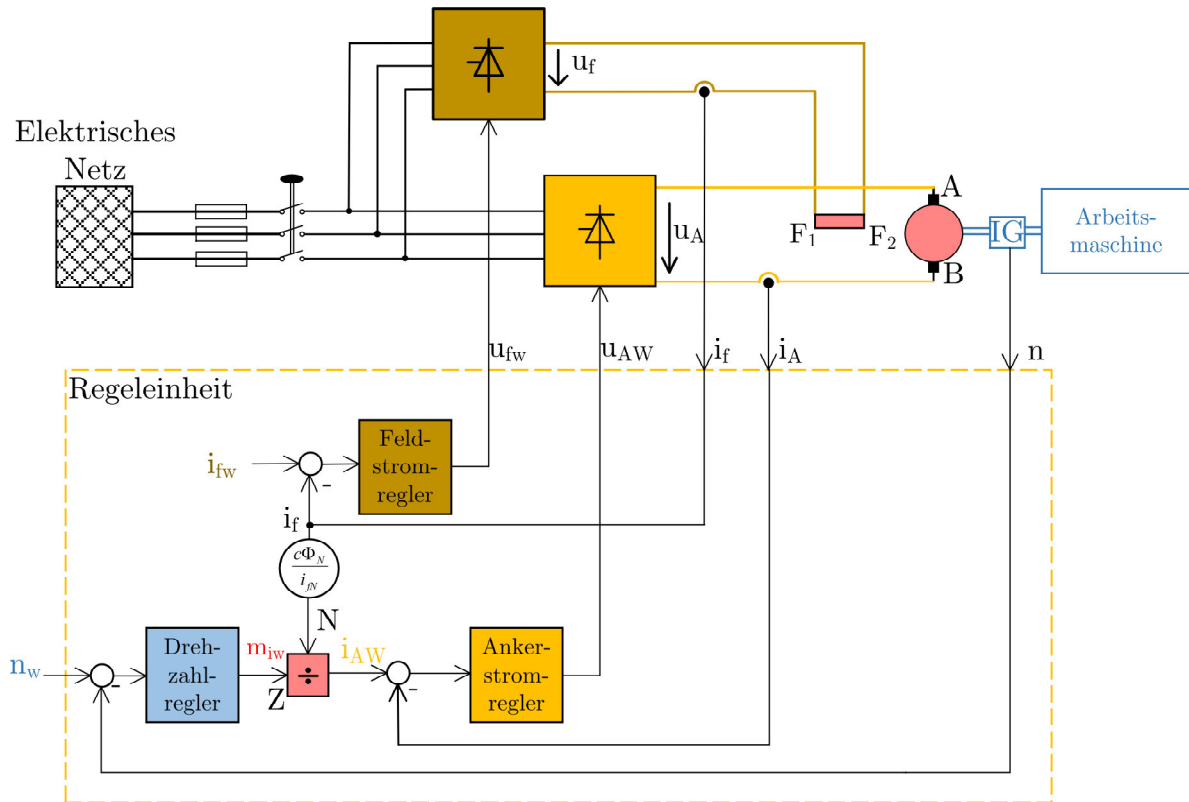 u_f
Elektrisches
Netz
A
u_A
F_1
F_2
IG
Arbeits-
maschine
B
u_fw
u_AW
i_f
i_A
n
Regeleinheit
Feld-
strom-
regler
i_fw
-
i_f
cΦ_N
i_fN
N
n_w
-
Dreh-
zahl-
regler
m_iw
Z
÷
i_AW
-
Anker-
strom-
regler